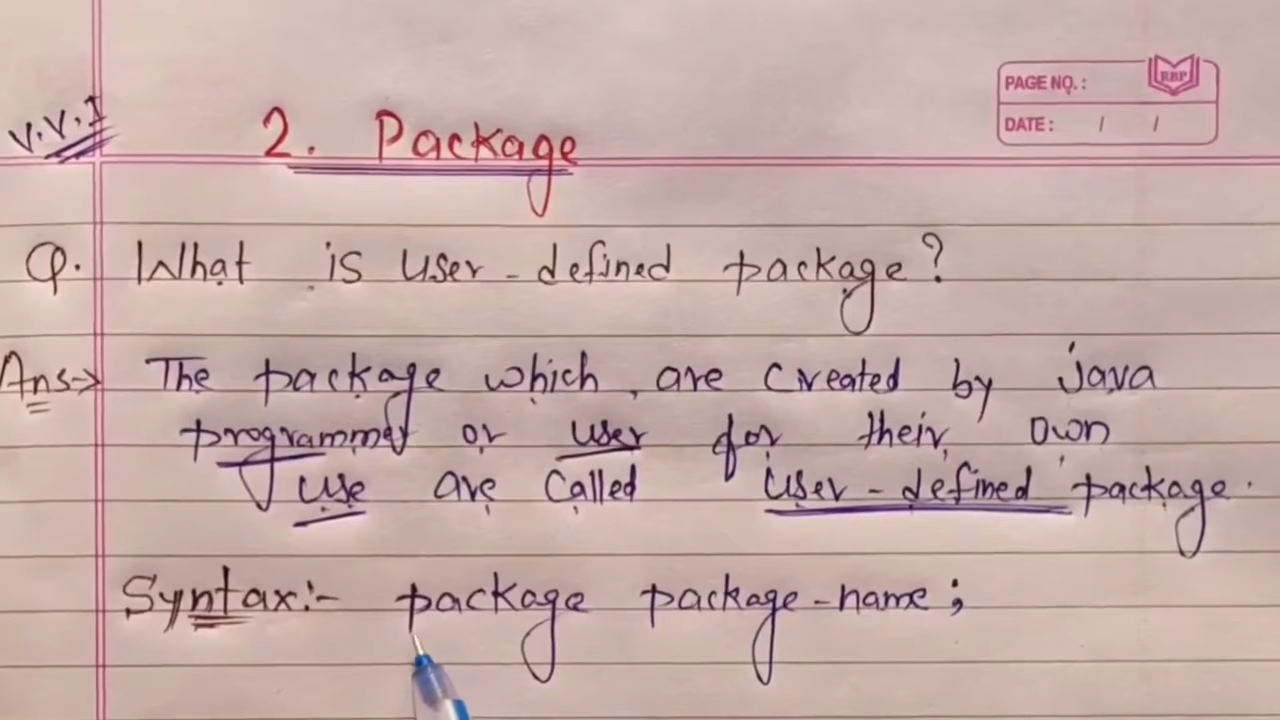 V.V.I
2. Package
PAGE NO.:
RRP
DATE: / /
Q. What is user-defined package?
Ans→ The package which are created by java
programmer or user for their own
use are called user-defined package.
Syntax:- package package-name;